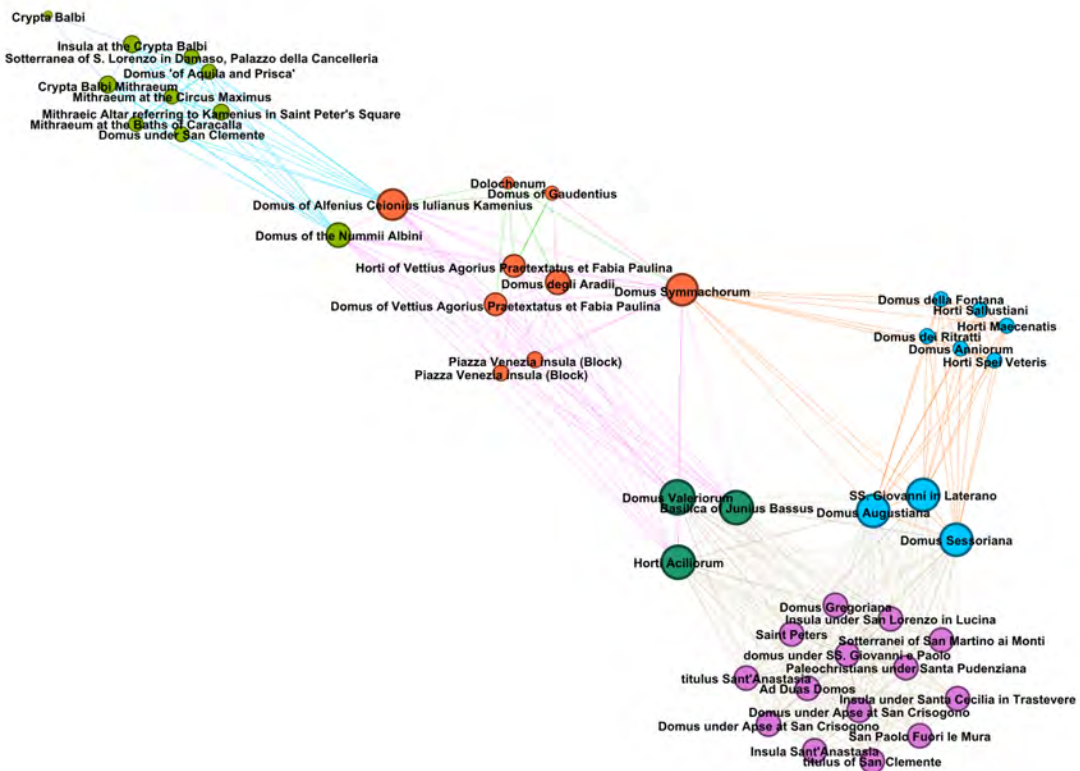 Crypta Balbi
Insula at the Crypta Balbi
Sotterranea of S. Lorenzo in Damaso, Palazzo della Cancelleria
Domus 'of Aquila and Prisca'
Crypta Balbi Mithraeum
Mithraeum at the Circus Maximus
Mithraeic Altar referring to Kamenius in Saint Peter's Square
Mithraeum at the Baths of Caracalla
Domus under San Clemente
Dolochenum
Domus of Gaudentius
Domus of Alfenius Ceionius Iulianus Kamenius
Domus of the Nummii Albini
Horti of Vettius Agorius Praetextatus et Fabia Paulina
Domus degli Aradii
Domus Symmachorum
Domus of Vettius Agorius Praetextatus et Fabia Paulina
Domus della Fontana
Horti Sallustiani
Horti Maecenatis
Domus dei Ritratti
Domus Anniorum
Horti Spei Veteris
Piazza Venezia insula (Block)
Piazza Venezia insula (Block)
Domus Valeriorum
Basilica of Junius Bassus
SS. Giovanni in Laterano
Domus Augustiana
Domus Sessoriana
Horti Aciliorum
Domus Gregoriana
Insula under San Lorenzo in Lucina
Saint Peters
Sotterranei of San Martino ai Monti
domus under SS. Giovanni e Paolo
Paleochristians under Santa Pudenziana
titulus Sant'Anastasia
Ad Duas Domos
Insula under Santa Cecilia in Trastevere
Domus under Apse at San Crisogono
Domus under Apse at San Crisogono
San Paolo Fuori le Mura
Insula Sant'Anastasia
titulus of San Clemente